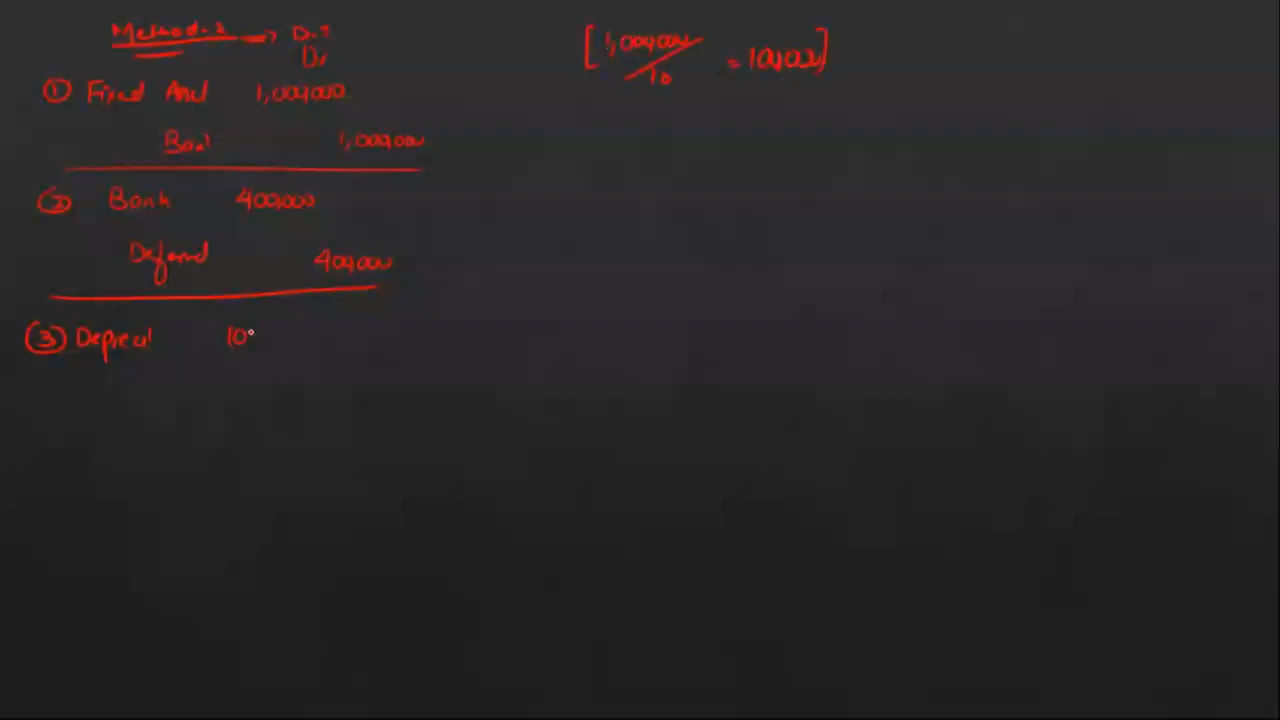 Method-2 → D.I
Dr
① Fixed Asset 1,000,000
Bank 1,000,000
② Bank 400,000
Deferred 400,000
③ Depreciat 10
[1,000,000/10 = 100,000]